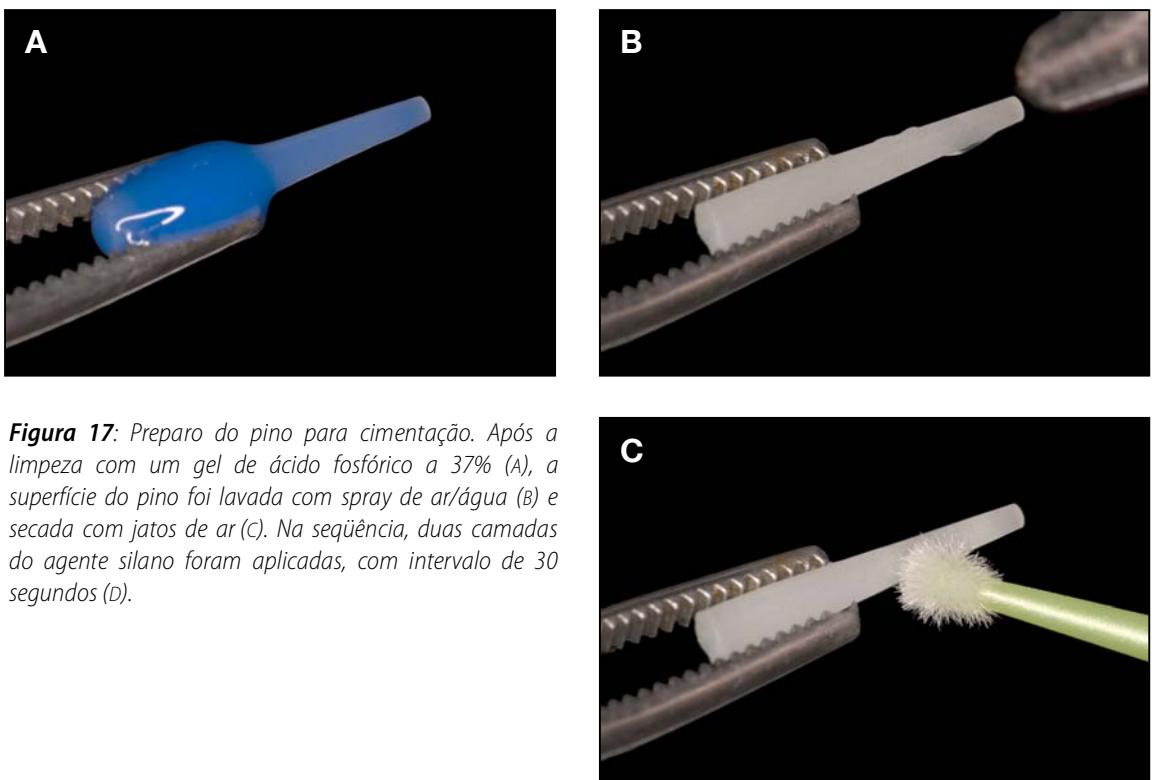 A
B
Figura 17: Preparo do pino para cimentação. Após a
limpeza com um gel de ácido fosfórico a 37% (A), a
superfície do pino foi lavada com spray de ar/água (B) e
secada com jatos de ar (C). Na seqüência, duas camadas
do agente silano foram aplicadas, com intervalo de 30
segundos (D).
C